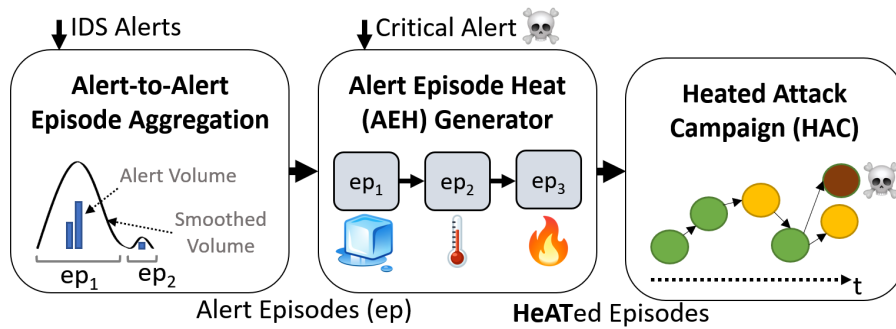 IDS Alerts
Critical Alert
Alert-to-Alert
Episode Aggregation
Alert Volume
Smoothed
Volume
ep1
ep2
Alert Episode Heat
(AEH) Generator
ep1
ep2
ep3
Heated Attack
Campaign (HAC)
t
Alert Episodes (ep)
HeATed Episodes